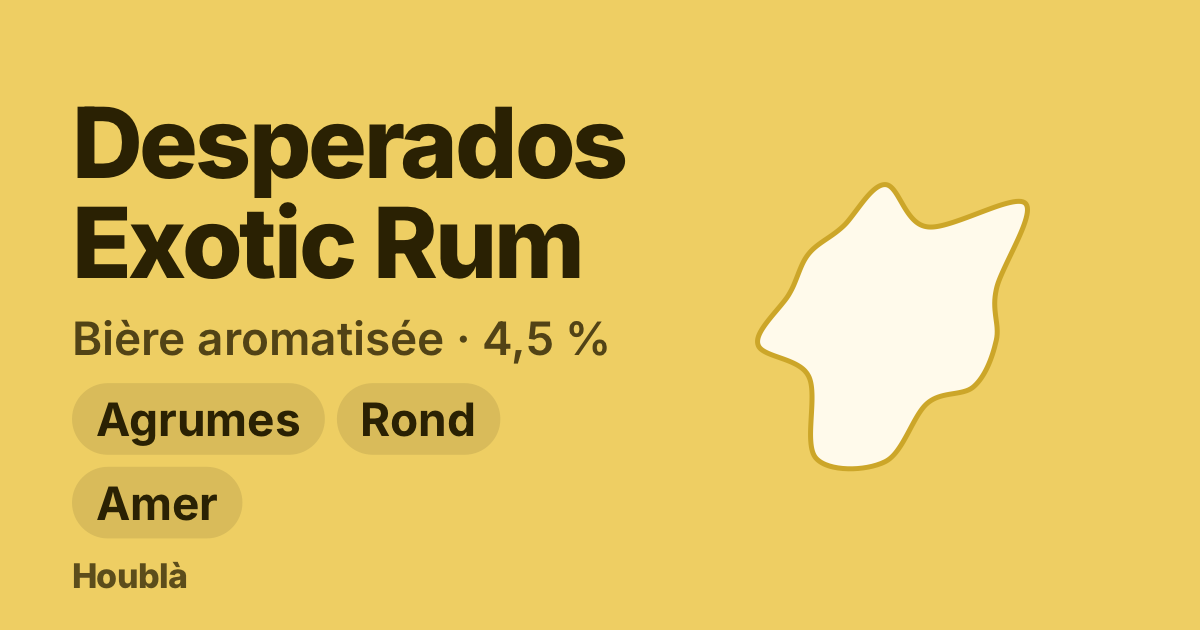 Desperados
Exotic Rum
Bière aromatisée · 4,5 %
Agrumes Rond
Amer
Houblà